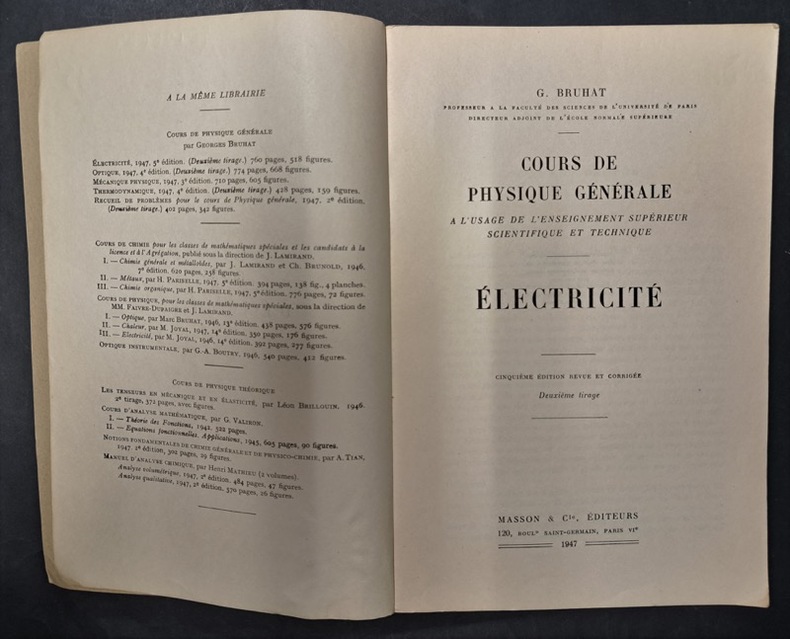 A LA MÊME LIBRAIRIE
COURS DE PHYSIQUE GÉNÉRALE
par GEORGES BRUHAT
ÉLECTRICITÉ, 1947, 5e édition. (Deuxième tirage.) 760 pages, 518 figures.
OPTIQUE, 1947, 4e édition. (Deuxième tirage.) 774 pages, 668 figures.
MÉCANIQUE PHYSIQUE, 1947, 3e édition. 710 pages, 605 figures.
THERMODYNAMIQUE, 1947, 4e édition. (Deuxième tirage.) 428 pages, 159 figures.
RECUEIL DE PROBLÈMES pour le cours de Physique générale, 1947, 2e édition,
(Deuxième tirage.) 402 pages, 342 figures.
COURS DE CHIMIE pour les classes de mathématiques spéciales et les candidats à la
licence et à l'Agrégation, publié sous la direction de J. LAMIRAND.
I. — Chimie générale et métalloïdes, par J. LAMIRAND et Ch. BRUNOLD, 1946,
7e édition, 620 pages, 258 figures.
II. — Métaux, par H. PARISELLE, 1947, 5e édition. 394 pages, 138 fig., 4 planches.
III. — Chimie organique, par H. PARISELLE, 1947, 5e édition. 776 pages, 72 figures.
COURS DE PHYSIQUE, pour les classes de mathématiques spéciales, sous la direction de
MM. FAIVRE-DUPAIGRE et J. LAMIRAND.
I. — Optique, par MARC BRUHAT, 1946, 13e édition. 438 pages, 576 figures.
II. — Chaleur, par M. JOYAL, 1947, 14e édition. 350 pages, 176 figures.
III. — Electricité, par M. JOYAL, 1946, 14e édition. 392 pages, 277 figures.
OPTIQUE INSTRUMENTALE, par G.-A. BOUTRY, 1946, 540 pages, 412 figures.
COURS DE PHYSIQUE THÉORIQUE
LES TENSEURS EN MÉCANIQUE ET EN ÉLASTICITÉ, par Léon BRILLOUIN, 1946.
2e tirage, 372 pages, avec figures.
COURS D'ANALYSE MATHÉMATIQUE, par G. VALIRON.
I. — Théorie des Fonctions, 1942, 522 pages.
II. — Equations fonctionnelles. Applications, 1945, 605 pages, 90 figures.
NOTIONS FONDAMENTALES DE CHIMIE GÉNÉRALE ET DE PHYSICO-CHIMIE, par A. TIAN,
1947. 2e édition, 302 pages, 29 figures.
MANUEL D'ANALYSE CHIMIQUE, par Henri MATHIEU (2 volumes).
Analyse volumétrique, 1947, 2e édition. 484 pages, 47 figures.
Analyse qualitative, 1947, 2e édition. 370 pages, 26 figures.
G. BRUHAT
PROFESSEUR A LA FACULTÉ DES SCIENCES DE L'UNIVERSITÉ DE PARIS
DIRECTEUR ADJOINT DE L'ÉCOLE NORMALE SUPÉRIEURE
COURS DE
PHYSIQUE GÉNÉRALE
A L'USAGE DE L'ENSEIGNEMENT SUPÉRIEUR
SCIENTIFIQUE ET TECHNIQUE
ÉLECTRICITÉ
CINQUIÈME ÉDITION REVUE ET CORRIGÉE
Deuxième tirage
MASSON & Cie, ÉDITEURS
120, BOULd SAINT-GERMAIN, PARIS VIe
1947